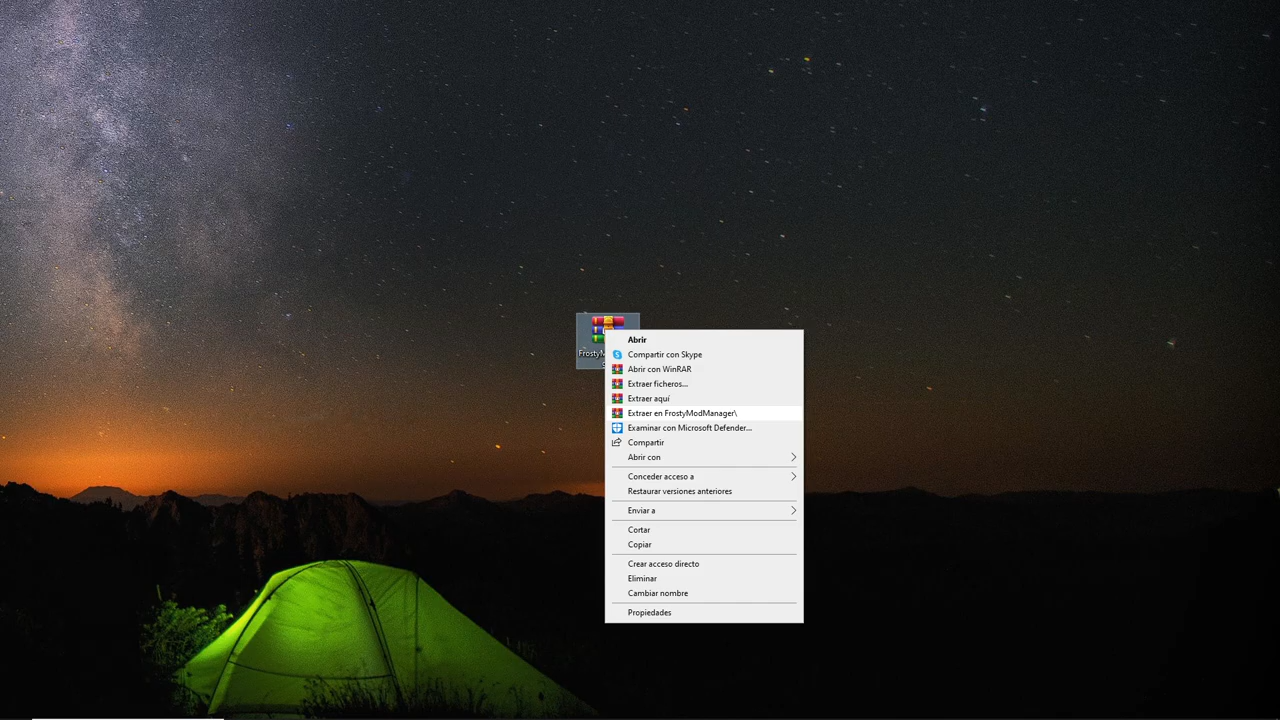 FrostyM
Abrir
Compartir con Skype
Abrir con WinRAR
Extraer ficheros...
Extraer aquí
Extraer en FrostyModManager\
Examinar con Microsoft Defender...
Compartir
Abrir con
Conceder acceso a
Restaurar versiones anteriores
Enviar a
Cortar
Copiar
Crear acceso directo
Eliminar
Cambiar nombre
Propiedades